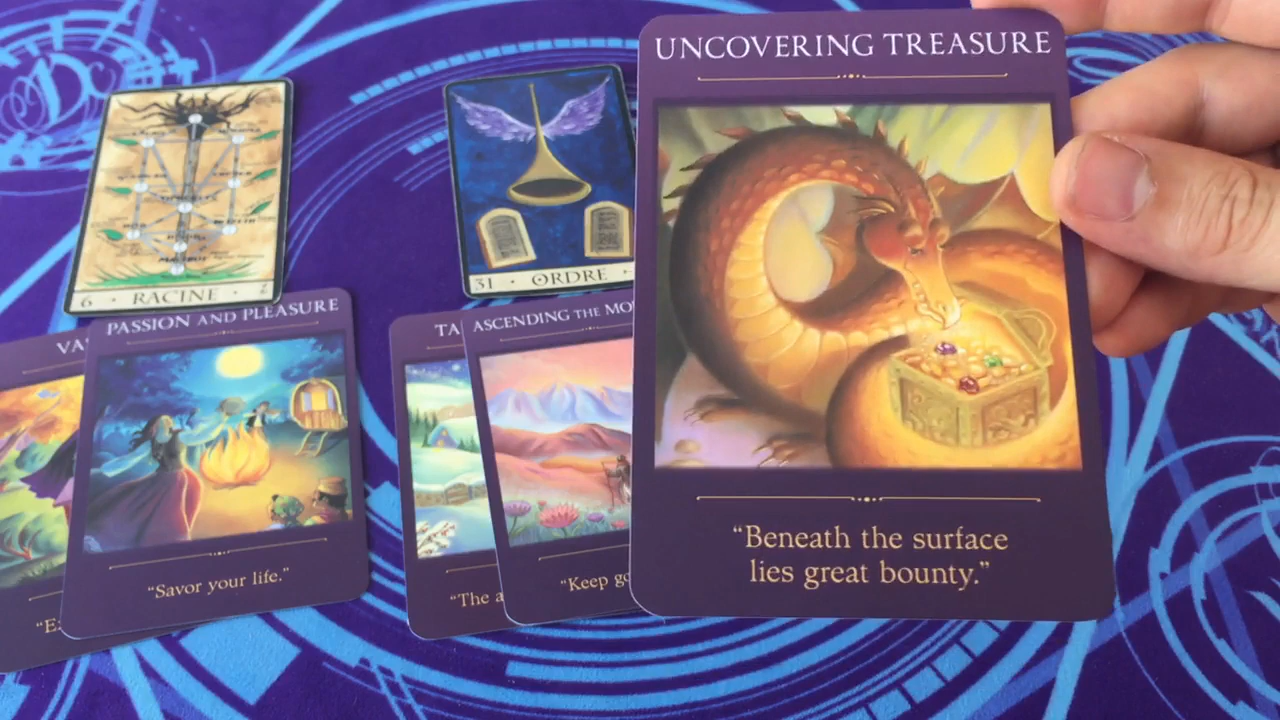 UNCOVERING TREASURE
"Beneath the surface
lies great bounty."
6 · RACINE
31 · ORDRE
PASSION AND PLEASURE
"Savor your life."
VA
TA
"The a
ASCENDING THE MO
"Keep go